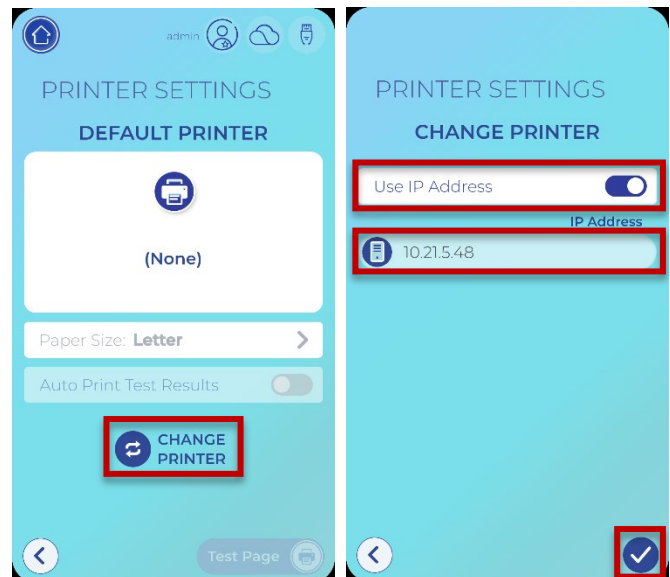 admin
PRINTER SETTINGS
DEFAULT PRINTER
(None)
Paper Size: Letter
Auto Print Test Results
CHANGE
PRINTER
Test Page
PRINTER SETTINGS
CHANGE PRINTER
Use IP Address
IP Address
10.21.5.48